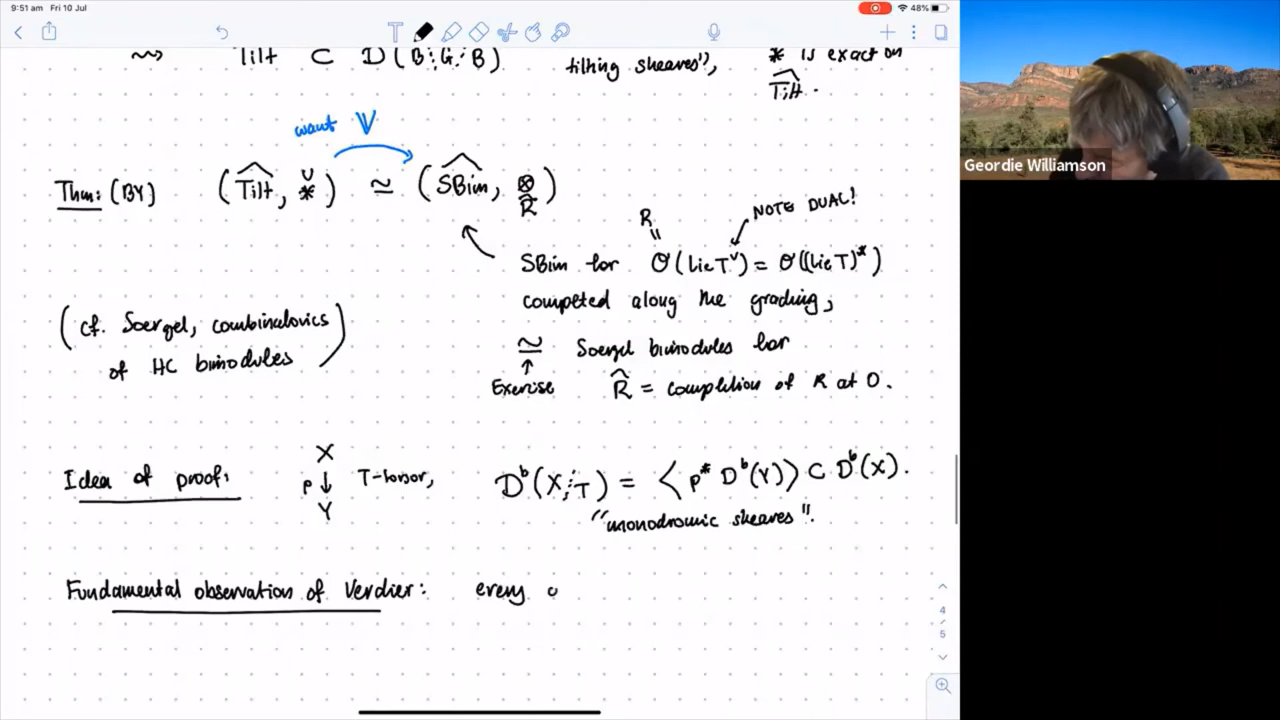 9:51 am Fri 10 Jul
48%
⇝ Tilt ⊂ D(B⫶G⫶B) tilting sheaves", * is exact on
Tilt^.
want 𝕍
Thm: (BY) (Tilt^, *^∨) ≃ (SBim^, ⊗_R^)
R NOTE DUAL!
||
SBim for O(Lie T^∨) = O((Lie T)^*)
completed along the grading,
(cf. Soergel, combinatorics
of HC bimodules)
≃ Soergel bimodules for
↑
Exercise R^ = completion of R at 0.
Idea of proof: X p↓ Y T-torsor, D^b(X⫶T) = ⟨p^* D^b(Y)⟩ ⊂ D^b(X).
"monodromic sheaves".
Fundamental observation of Verdier: every o
4
/
5
Geordie Williamson